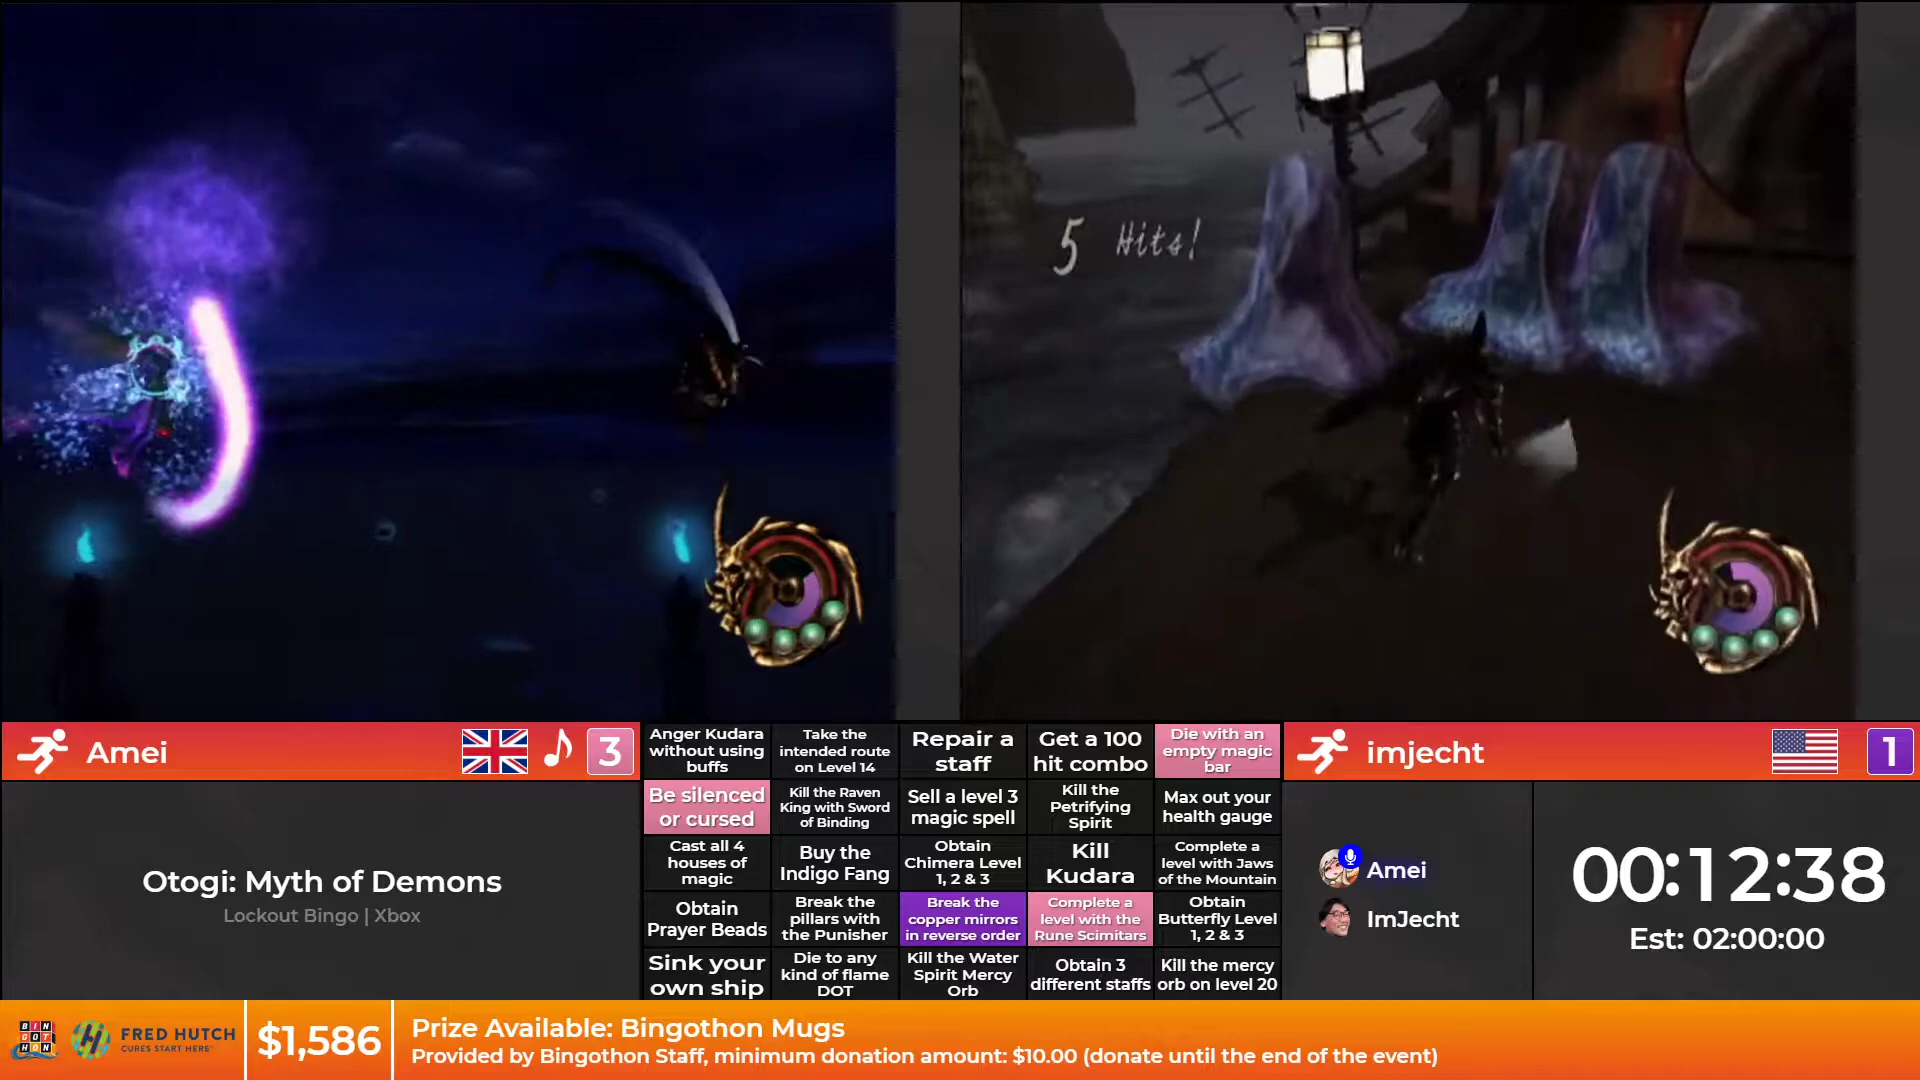 5 Hits!
Amei
3
Anger Kudara
without using
buffs
Take the
intended route
on Level 14
Repair a
staff
Get a 100
hit combo
Die with an
empty magic
bar
imjecht
1
Be silenced
or cursed
Kill the Raven
King with Sword
of Binding
Sell a level 3
magic spell
Kill the
Petrifying
Spirit
Max out your
health gauge
Cast all 4
houses of
magic
Buy the
Indigo Fang
Obtain
Chimera Level
1, 2 & 3
Kill
Kudara
Complete a
level with Jaws
of the Mountain
Obtain
Prayer Beads
Break the
pillars with
the Punisher
Break the
copper mirrors
in reverse order
Complete a
level with the
Rune Scimitars
Obtain
Butterfly Level
1, 2 & 3
Sink your
own ship
Die to any
kind of flame
DOT
Kill the Water
Spirit Mercy
Orb
Obtain 3
different staffs
Kill the mercy
orb on level 20
Otogi: Myth of Demons
Lockout Bingo | Xbox
Amei
ImJecht
00:12:38
Est: 02:00:00
BIN
GOT
HON
FRED HUTCH
CURES START HERE™
$1,586
Prize Available: Bingothon Mugs
Provided by Bingothon Staff, minimum donation amount: $10.00 (donate until the end of the event)